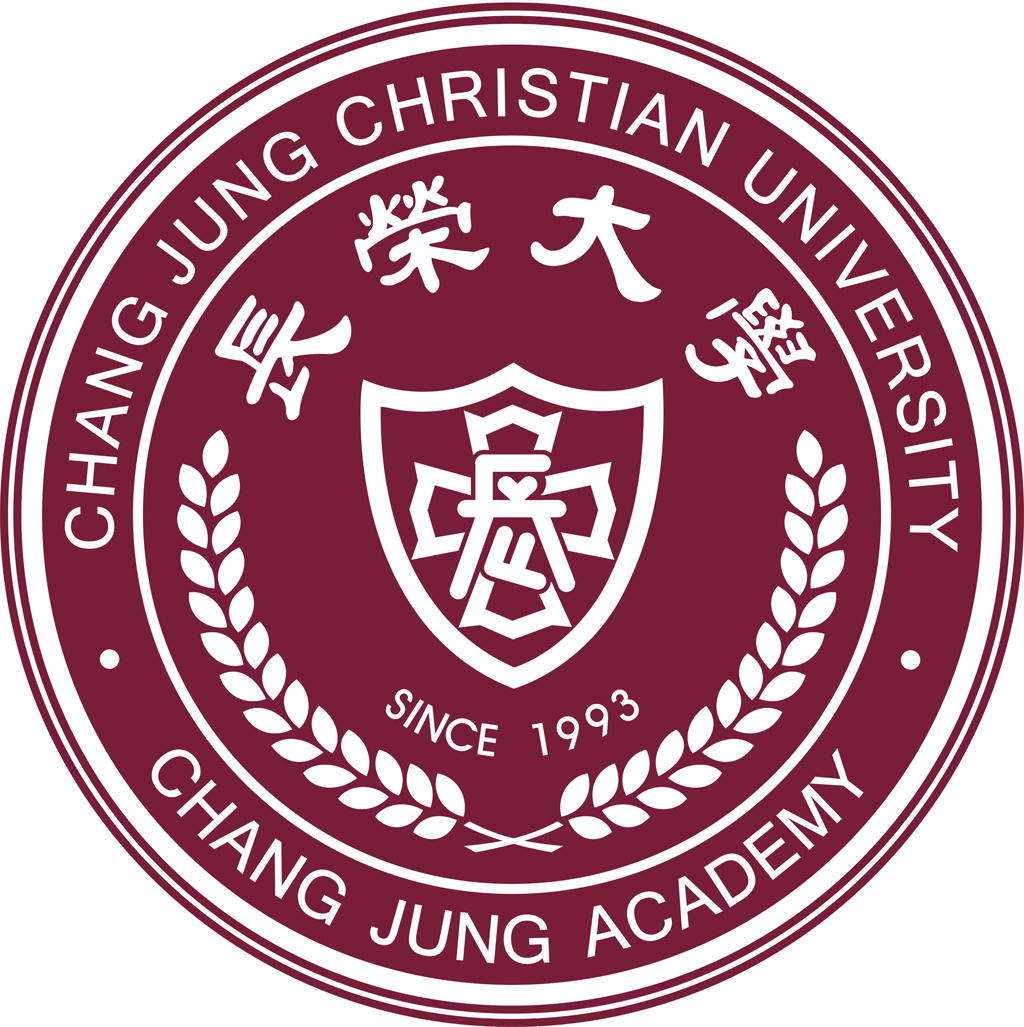 CHANG JUNG CHRISTIAN UNIVERSITY
長榮大學
SINCE 1993
CHANG JUNG ACADEMY